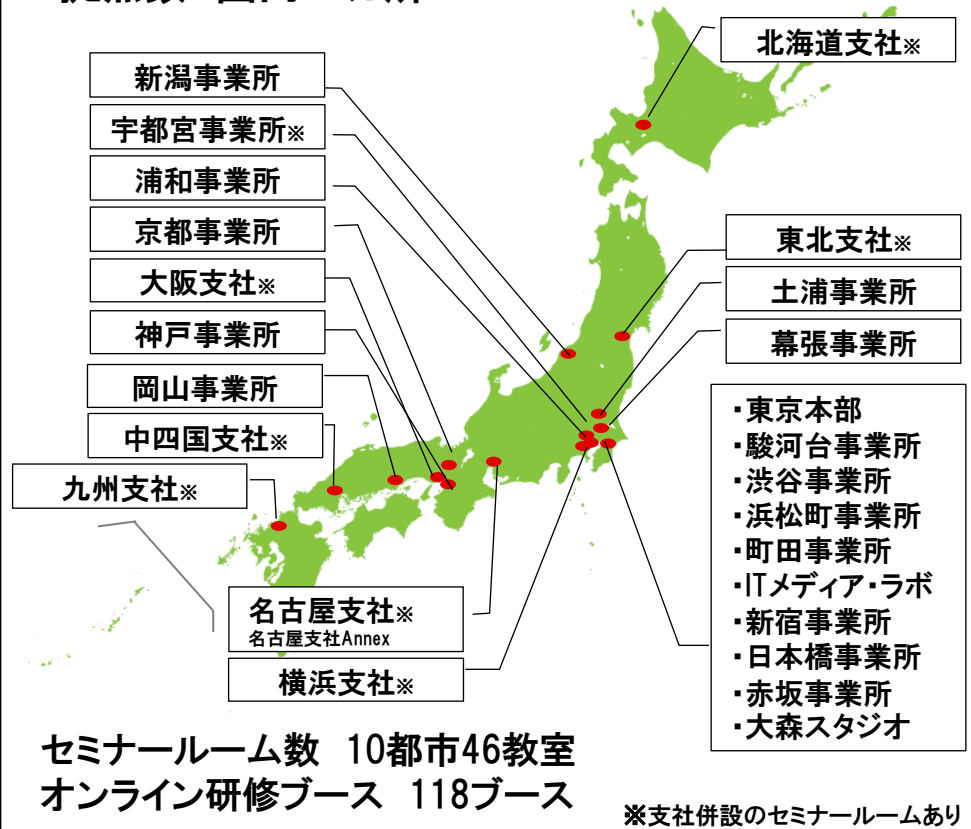 北海道支社※
新潟事業所
宇都宮事業所※
浦和事業所
京都事業所
大阪支社※
神戸事業所
岡山事業所
中四国支社※
九州支社※
東北支社※
土浦事業所
幕張事業所
・東京本部
・駿河台事業所
・渋谷事業所
・浜松町事業所
・町田事業所
・ITメディア・ラボ
・新宿事業所
・日本橋事業所
・赤坂事業所
・大森スタジオ
名古屋支社※
名古屋支社Annex
横浜支社※
セミナールーム数 10都市46教室
オンライン研修ブース 118ブース
※支社併設のセミナールームあり